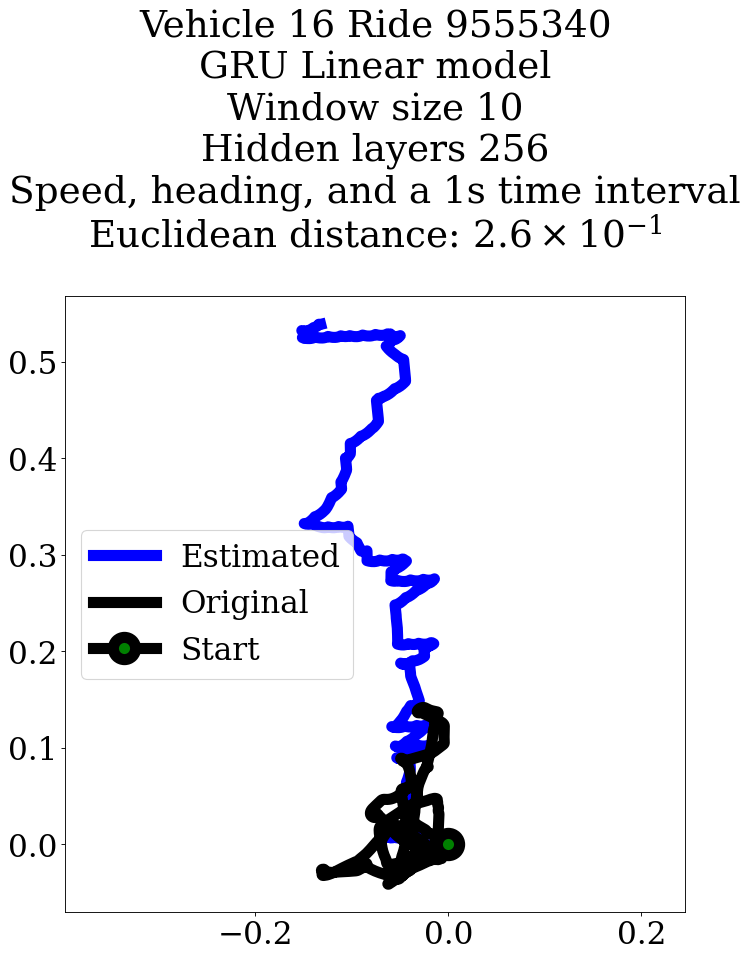 Vehicle 16 Ride 9555340
GRU Linear model
Window size 10
Hidden layers 256
Speed, heading, and a 1s time interval
Euclidean distance: 2.6 × 10⁻¹
0.5
0.4
0.3
0.2
0.1
0.0
Estimated
Original
Start
−0.2
0.0
0.2